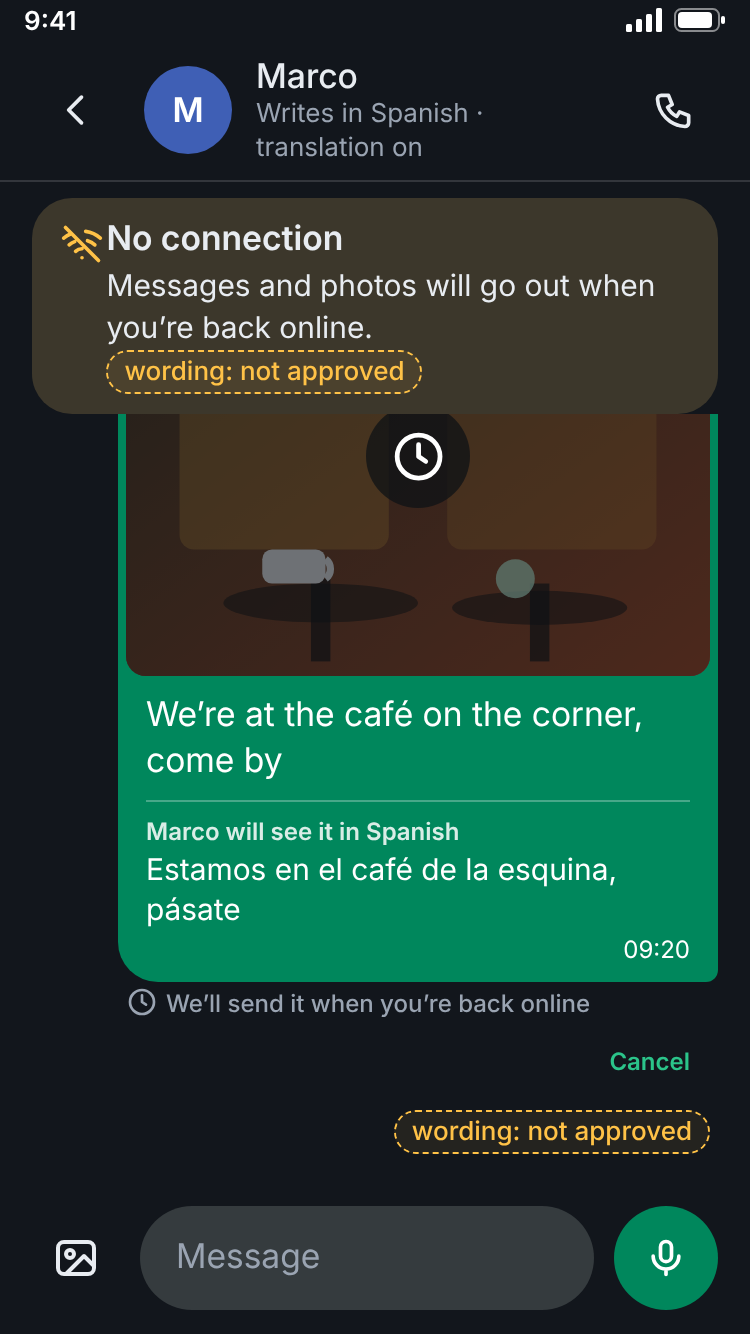 9:41
M
Marco
Writes in Spanish ·
translation on
No connection
Messages and photos will go out when
you’re back online.
wording: not approved
We’re at the café on the corner,
come by
Marco will see it in Spanish
Estamos en el café de la esquina,
pásate
09:20
We’ll send it when you’re back online
Cancel
wording: not approved
Message